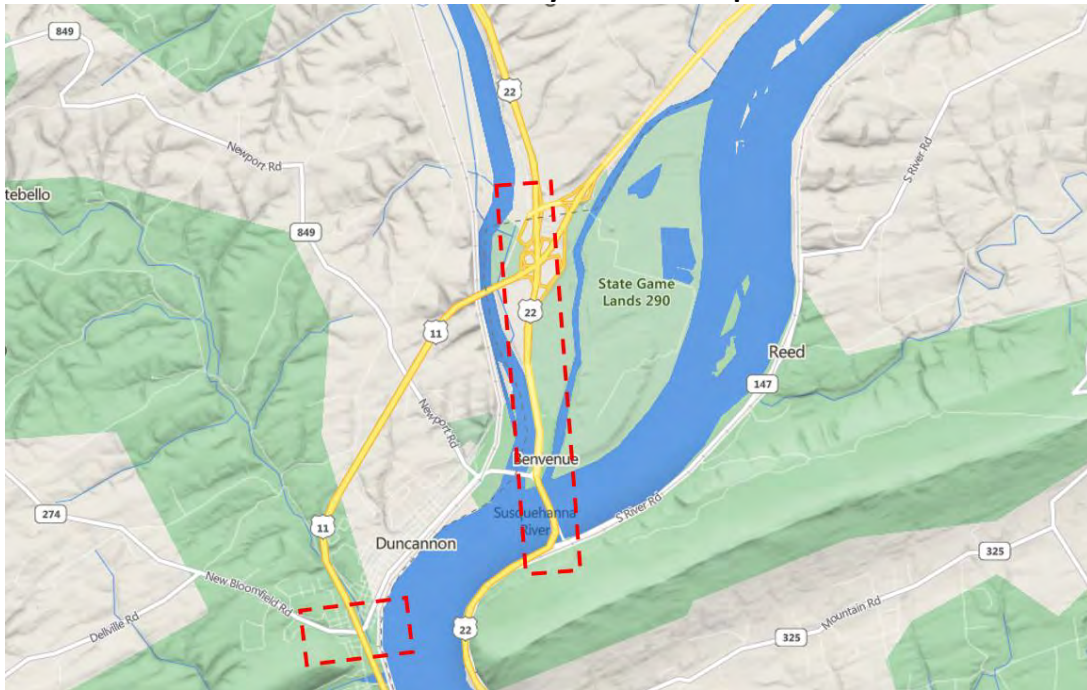 849
22
Newport Rd
S River Rd
tebello
849
State Game
Lands 290
22
11
Reed
147
Newport Rd
Benvenue
274
Susquehanna
River
S River Rd
11
Duncannon
325
New Bloomfield Rd
Mountain Rd
Dellville Rd
22
325